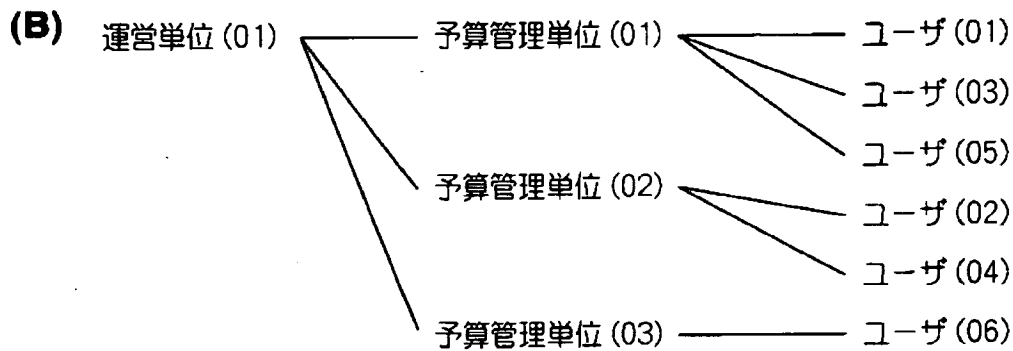 (B) 運営単位(01) 予算管理単位(01) ユーザ(01)
ユーザ(03)
ユーザ(05)
予算管理単位(02)
ユーザ(02)
ユーザ(04)
予算管理単位(03) ユーザ(06)